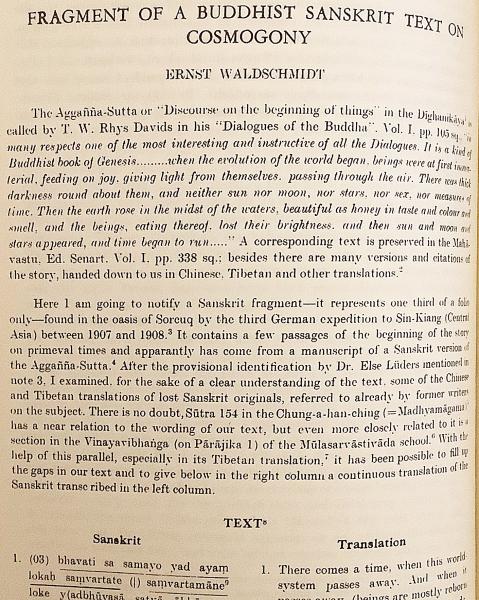 FRAGMENT OF A BUDDHIST SANSKRIT TEXT ON
COSMOGONY
ERNST WALDSCHMIDT
The Aggañña-Sutta or "Discourse on the beginning of things" in the Dīghanikāya¹ is
called by T. W. Rhys Davids in his "Dialogues of the Buddha". Vol. I. pp. 105 sq. "in
many respects one of the most interesting and instructive of all the Dialogues. It is a kind of
Buddhist book of Genesis.........when the evolution of the world began, beings were at first imma-
terial, feeding on joy, giving light from themselves, passing through the air. There was thick
darkness round about them, and neither sun nor moon, nor stars, nor sex, nor measures of
time. Then the earth rose in the midst of the waters, beautiful as honey in taste and colour and
smell, and the beings, eating thereof, lost their brightness, and then sun and moon and
stars appeared, and time began to run....." A corresponding text is preserved in the Mahā-
vastu, Ed. Senart. Vol. I. pp. 338 sq.; besides there are many versions and citations of
the story, handed down to us in Chinese, Tibetan and other translations.²
Here I am going to notify a Sanskrit fragment—it represents one third of a folio
only—found in the oasis of Sorcuq by the third German expedition to Sin-Kiang (Central
Asia) between 1907 and 1908.³ It contains a few passages of the beginning of the story
on primeval times and apparantly has come from a manuscript of a Sanskrit version of
the Aggañña-Sutta.⁴ After the provisional identification by Dr. Else Lüders mentioned in
note 3, I examined, for the sake of a clear understanding of the text, some of the Chinese
and Tibetan translations of lost Sanskrit originals, referred to already by former writers
on the subject. There is no doubt, Sūtra 154 in the Chung-a-han-ching (=Madhyamāgama)
has a near relation to the wording of our text, but even more closely related to it is a
section in the Vinayavibhaṅga (on Pārājika 1) of the Mūlasarvāstivāda school.⁶ With the
help of this parallel, especially in its Tibetan translation,⁷ it has been possible to fill up
the gaps in our text and to give below in the right column a continuous translation of the
Sanskrit transcribed in the left column.
TEXT⁸
Sanskrit
1. (03) bhavati sa samayo yad ayaṃ
lokaḥ saṃvartate (|) saṃvartamāne⁹
loke
Translation
1. There comes a time, when this world-
system passes away. And when it
passes away, (beings are mostly reborn